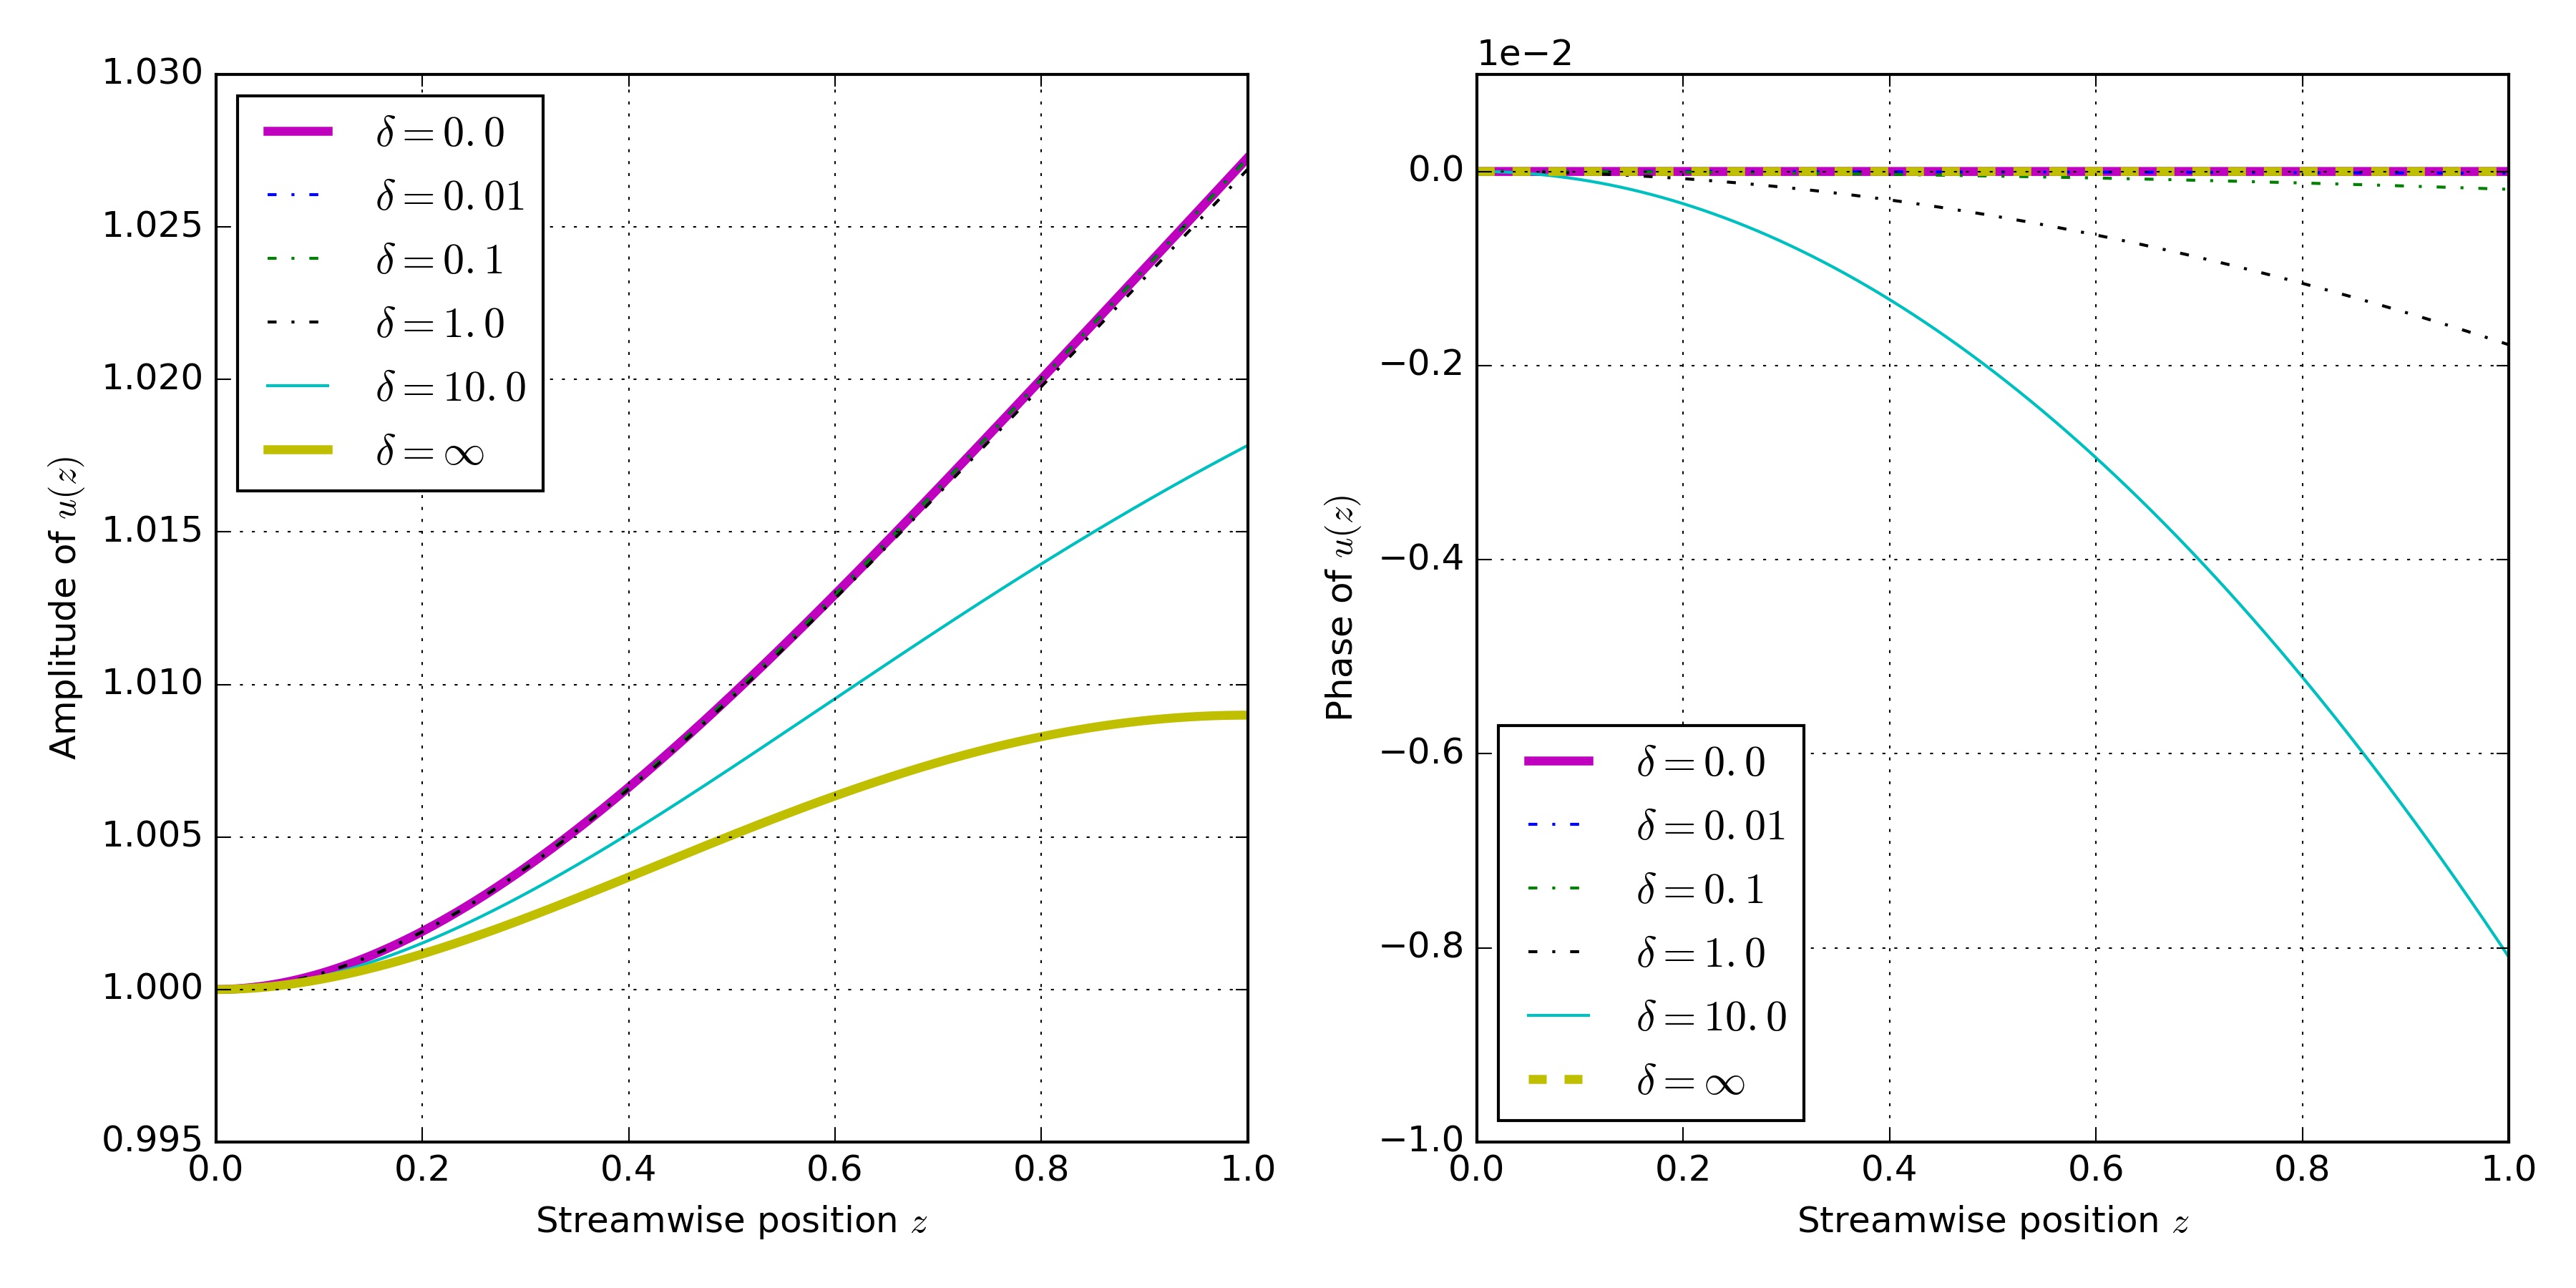 1.030
1.025
1.020
1.015
1.010
1.005
1.000
0.995
0.0 0.2 0.4 0.6 0.8 1.0
Amplitude of u(z)
Streamwise position z
δ = 0.0
δ = 0.01
δ = 0.1
δ = 1.0
δ = 10.0
δ = ∞
1e−2
0.0
−0.2
−0.4
−0.6
−0.8
−1.0
0.0 0.2 0.4 0.6 0.8 1.0
Phase of u(z)
Streamwise position z
δ = 0.0
δ = 0.01
δ = 0.1
δ = 1.0
δ = 10.0
δ = ∞